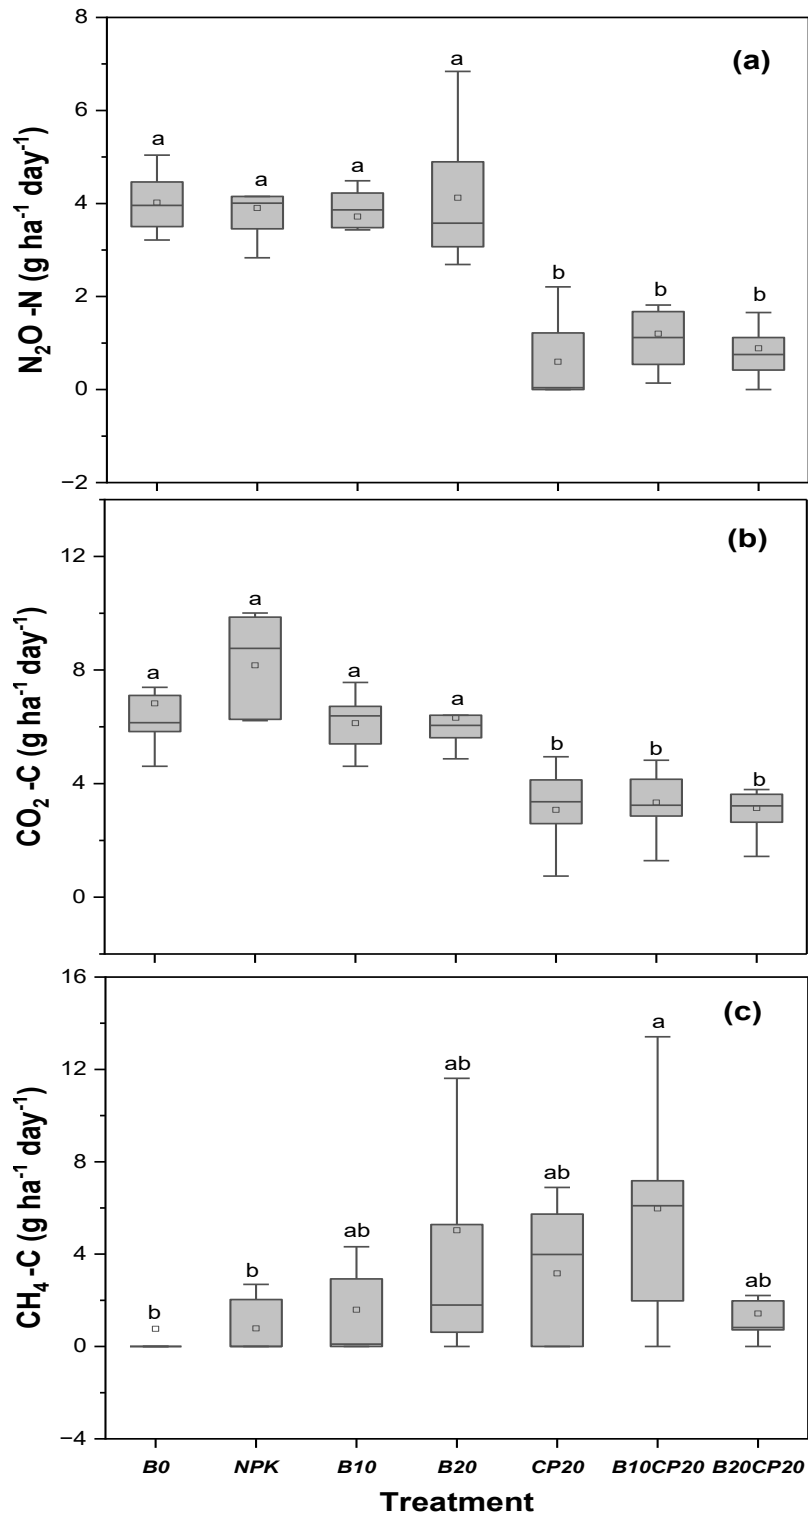 8
6
4
2
0
−2
N₂O -N (g ha⁻¹ day⁻¹)
(a)
a
a
a
a
b
b
b
12
8
4
0
CO₂ -C (g ha⁻¹ day⁻¹)
(b)
a
a
a
a
b
b
b
16
12
8
4
0
−4
CH₄ -C (g ha⁻¹ day⁻¹)
(c)
b
b
ab
ab
ab
a
ab
B0 NPK B10 B20 CP20 B10CP20 B20CP20
Treatment